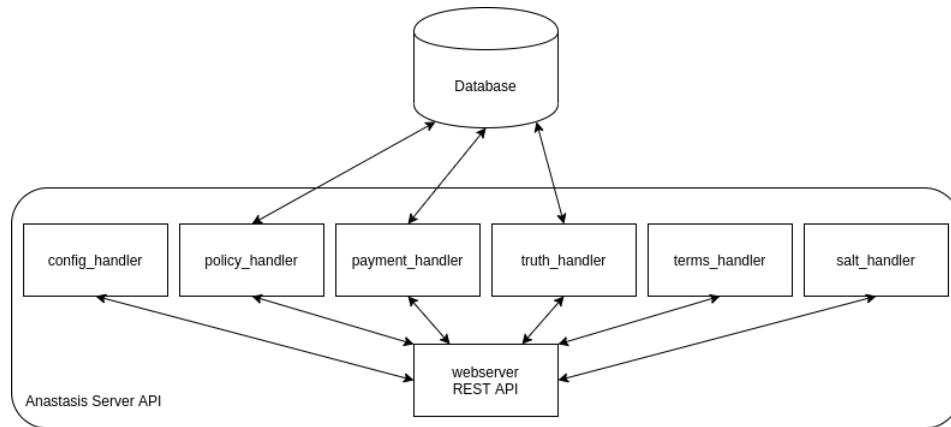 Database
config_handler
policy_handler
payment_handler
truth_handler
terms_handler
salt_handler
webserver
REST API
Anastasis Server API